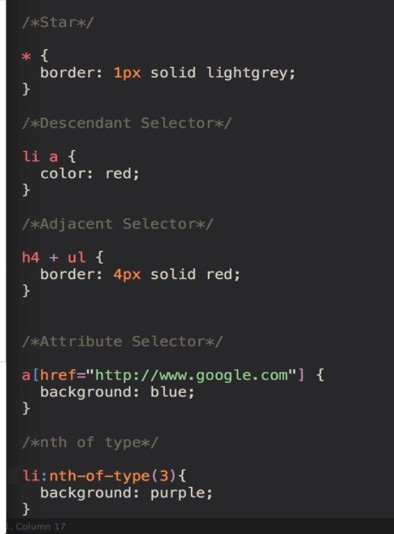 /*Star*/
* {
  border: 1px solid lightgrey;
}
/*Descendant Selector*/
li a {
  color: red;
}
/*Adjacent Selector*/
h4 + ul {
  border: 4px solid red;
}
/*Attribute Selector*/
a[href="http://www.google.com"] {
  background: blue;
}
/*nth of type*/
li:nth-of-type(3){
  background: purple;
}
, Column 17